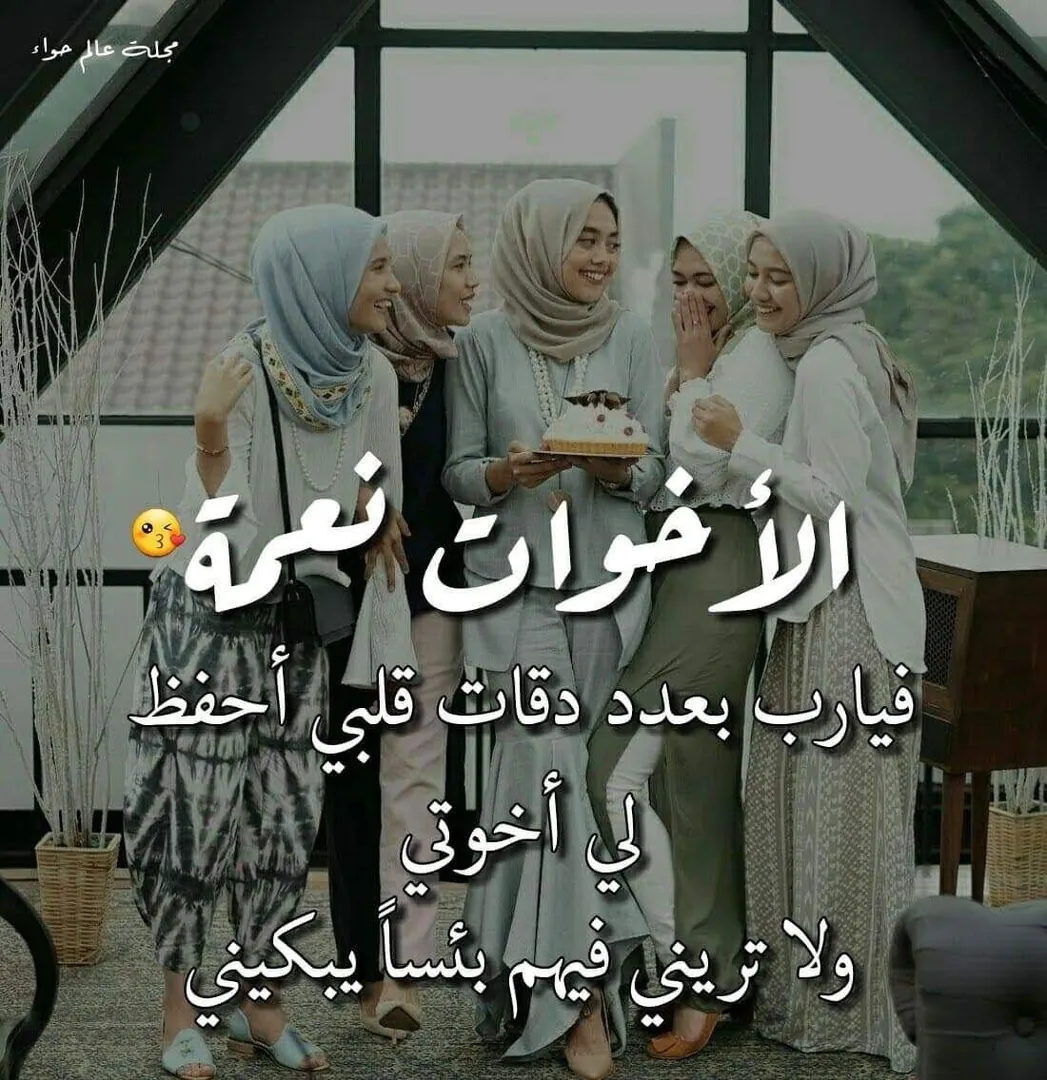 مجلة عالم حواء
الأخوات نعمة 😘
فيارب بعدد دقات قلبي أحفظ
لي أخوتي
ولا تريني فيهم بئساً يبكيني